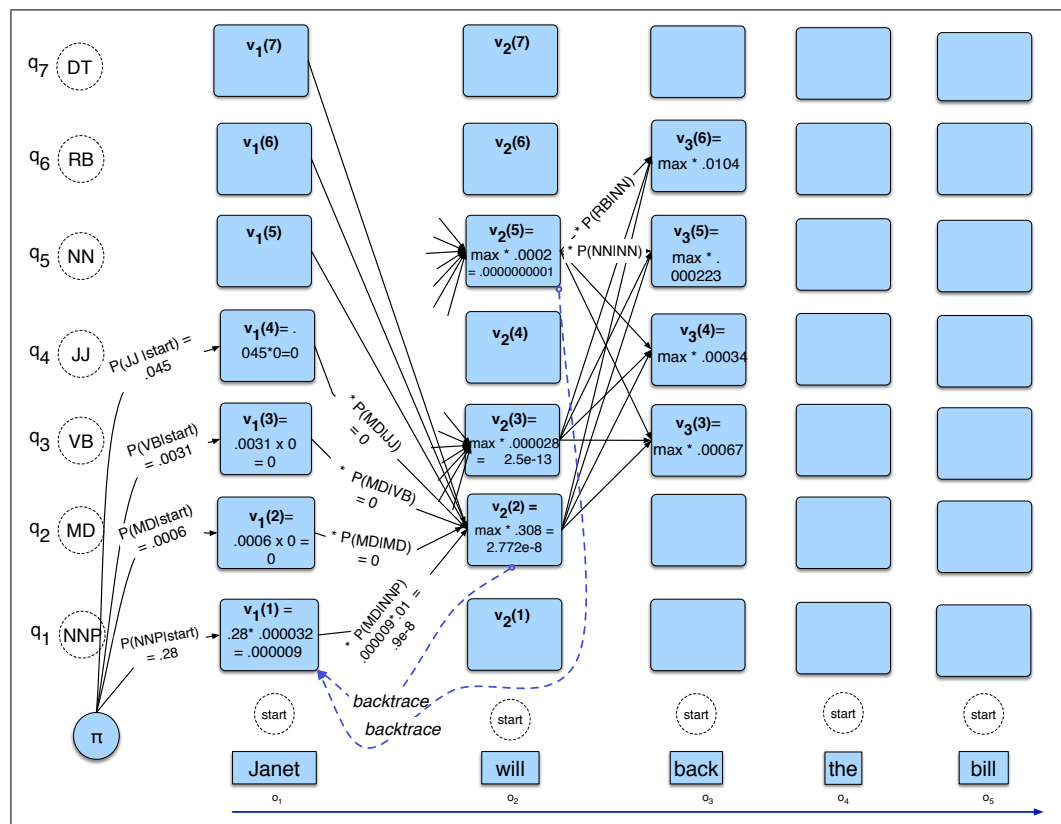 q7 DT
v1(7)
v2(7)
q6 RB
v1(6)
v2(6)
v3(6)=
max * .0104
* P(RB|NN)
q5 NN
v1(5)
v2(5)=
max * .0002
= .0000000001
* P(NN|NN)
v3(5)=
max * .
000223
q4 JJ
P(JJ |start) =
.045
v1(4)= .
045*0=0
v2(4)
v3(4)=
max * .00034
* P(MD|JJ)
= 0
q3 VB
P(VB|start)
= .0031
v1(3)=
.0031 x 0
= 0
v2(3)=
max * .000028
= 2.5e-13
v3(3)=
max * .00067
* P(MD|VB)
= 0
q2 MD
P(MD|start)
= .0006
v1(2)=
.0006 x 0 =
0
* P(MD|MD)
= 0
v2(2) =
max * .308 =
2.772e-8
q1 NNP
P(NNP|start)
= .28
v1(1) =
.28* .000032
= .000009
* P(MD|NNP)
.000009*.01 =
.9e-8
v2(1)
backtrace
backtrace
π
start
start
start
start
start
Janet
will
back
the
bill
o1
o2
o3
o4
o5